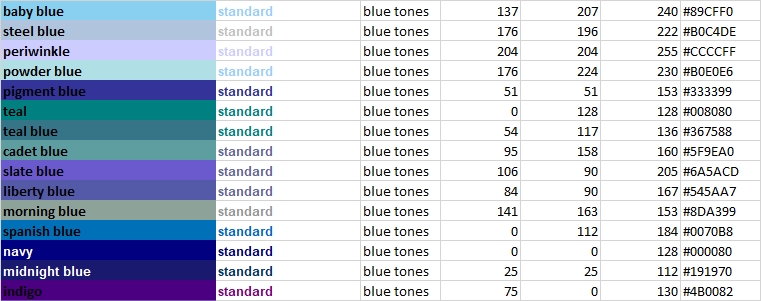 baby blue standard blue tones 137 207 240 #89CFF0
steel blue standard blue tones 176 196 222 #B0C4DE
periwinkle standard blue tones 204 204 255 #CCCCFF
powder blue standard blue tones 176 224 230 #B0E0E6
pigment blue standard blue tones 51 51 153 #333399
teal standard blue tones 0 128 128 #008080
teal blue standard blue tones 54 117 136 #367588
cadet blue standard blue tones 95 158 160 #5F9EA0
slate blue standard blue tones 106 90 205 #6A5ACD
liberty blue standard blue tones 84 90 167 #545AA7
morning blue standard blue tones 141 163 153 #8DA399
spanish blue standard blue tones 0 112 184 #0070B8
navy standard blue tones 0 0 128 #000080
midnight blue standard blue tones 25 25 112 #191970
indigo standard blue tones 75 0 130 #4B0082